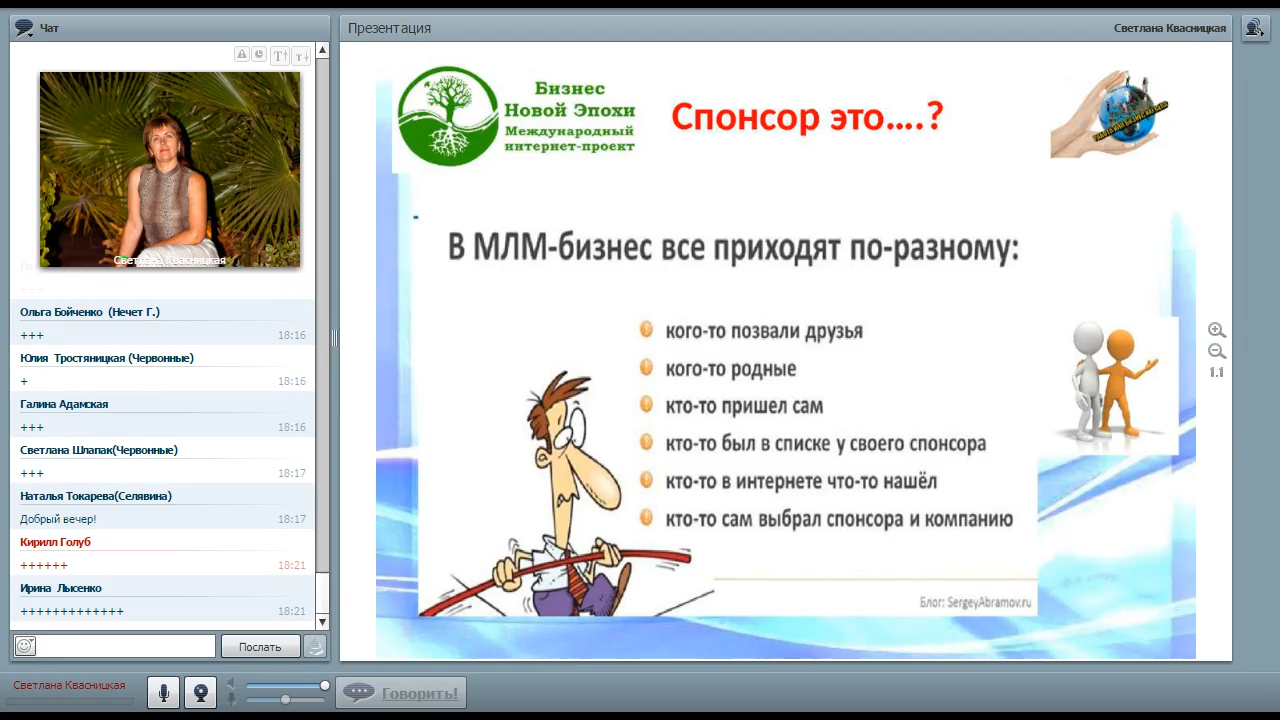 Чат
Светлана Квасницкая
Ольга Бойченко (Нечет Г.)
+++ 18:16
Юлия Тростяницкая (Червонные)
+ 18:16
Галина Адамская
+++ 18:16
Светлана Шлапак(Червонные)
+++ 18:17
Наталья Токарева(Селявина)
Добрый вечер! 18:17
Кирилл Голуб
++++++ 18:21
Ирина Лысенко
+++++++++++++ 18:21
Послать
Светлана Квасницкая
Говорить!
Презентация
Светлана Квасницкая
Бизнес
Новой Эпохи
Международный
интернет-проект
Спонсор это….?
В МЛМ-бизнес все приходят по-разному:
кого-то позвали друзья
кого-то родные
кто-то пришел сам
кто-то был в списке у своего спонсора
кто-то в интернете что-то нашёл
кто-то сам выбрал спонсора и компанию
Блог: SergeyAbramov.ru
1.1